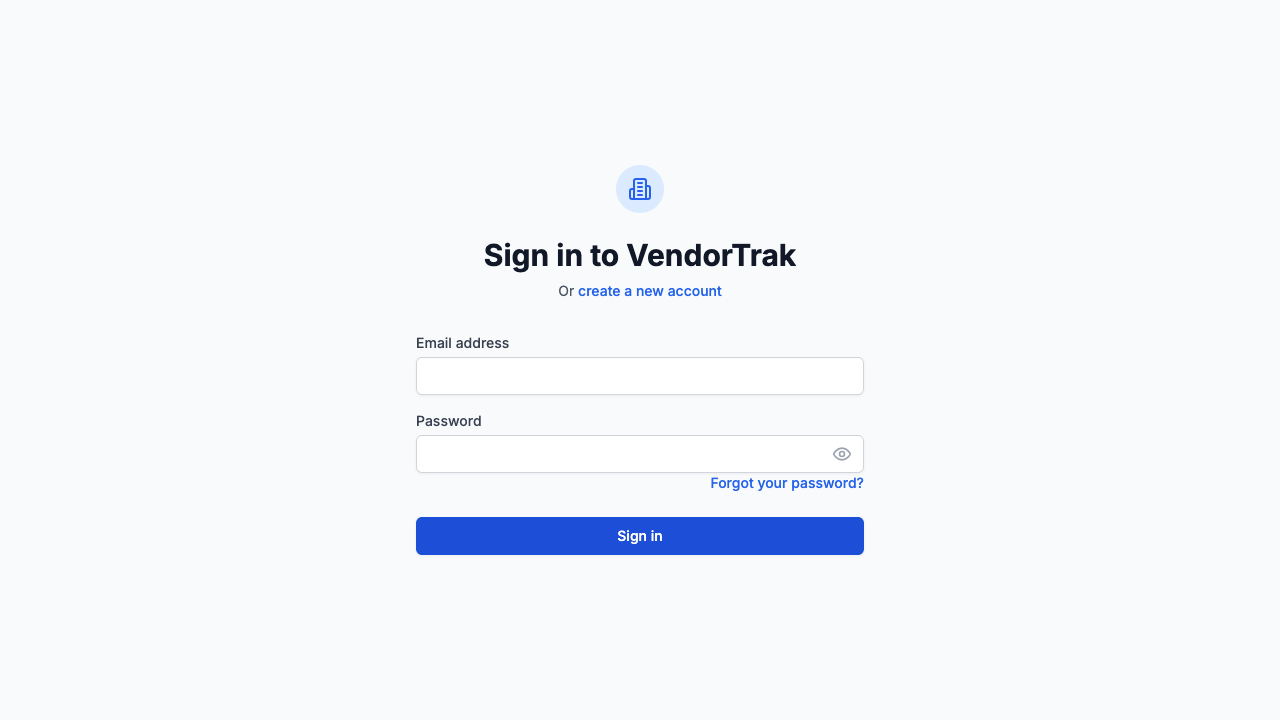 Sign in to VendorTrak
Or create a new account
Email address
Password
Forgot your password?
Sign in